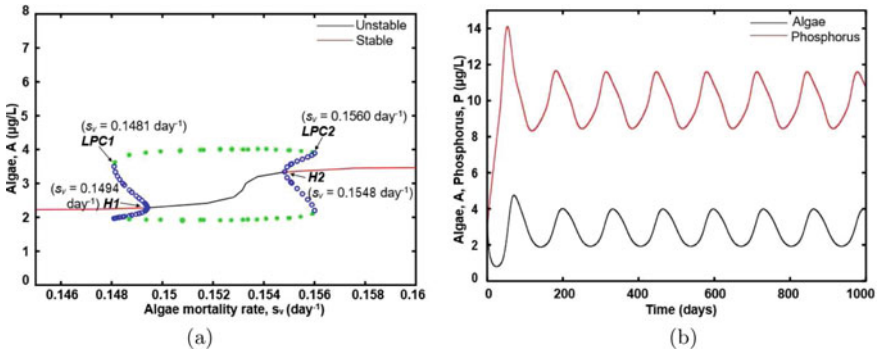 8
7
6
5
4
3
2
1
0
Algae, A (µg/L)
Unstable
Stable
(sᵥ = 0.1481 day⁻¹)
LPC1
(sᵥ = 0.1560 day⁻¹)
LPC2
(sᵥ = 0.1494
day⁻¹) H1
H2
(sᵥ = 0.1548
day⁻¹)
0.146 0.148 0.15 0.152 0.154 0.156 0.158 0.16
Algae mortality rate, sᵥ (day⁻¹)
(a)
14
12
10
8
6
4
2
0
Algae, A, Phosphorus, P (µg/L)
Algae
Phosphorus
0 200 400 600 800 1000
Time (days)
(b)